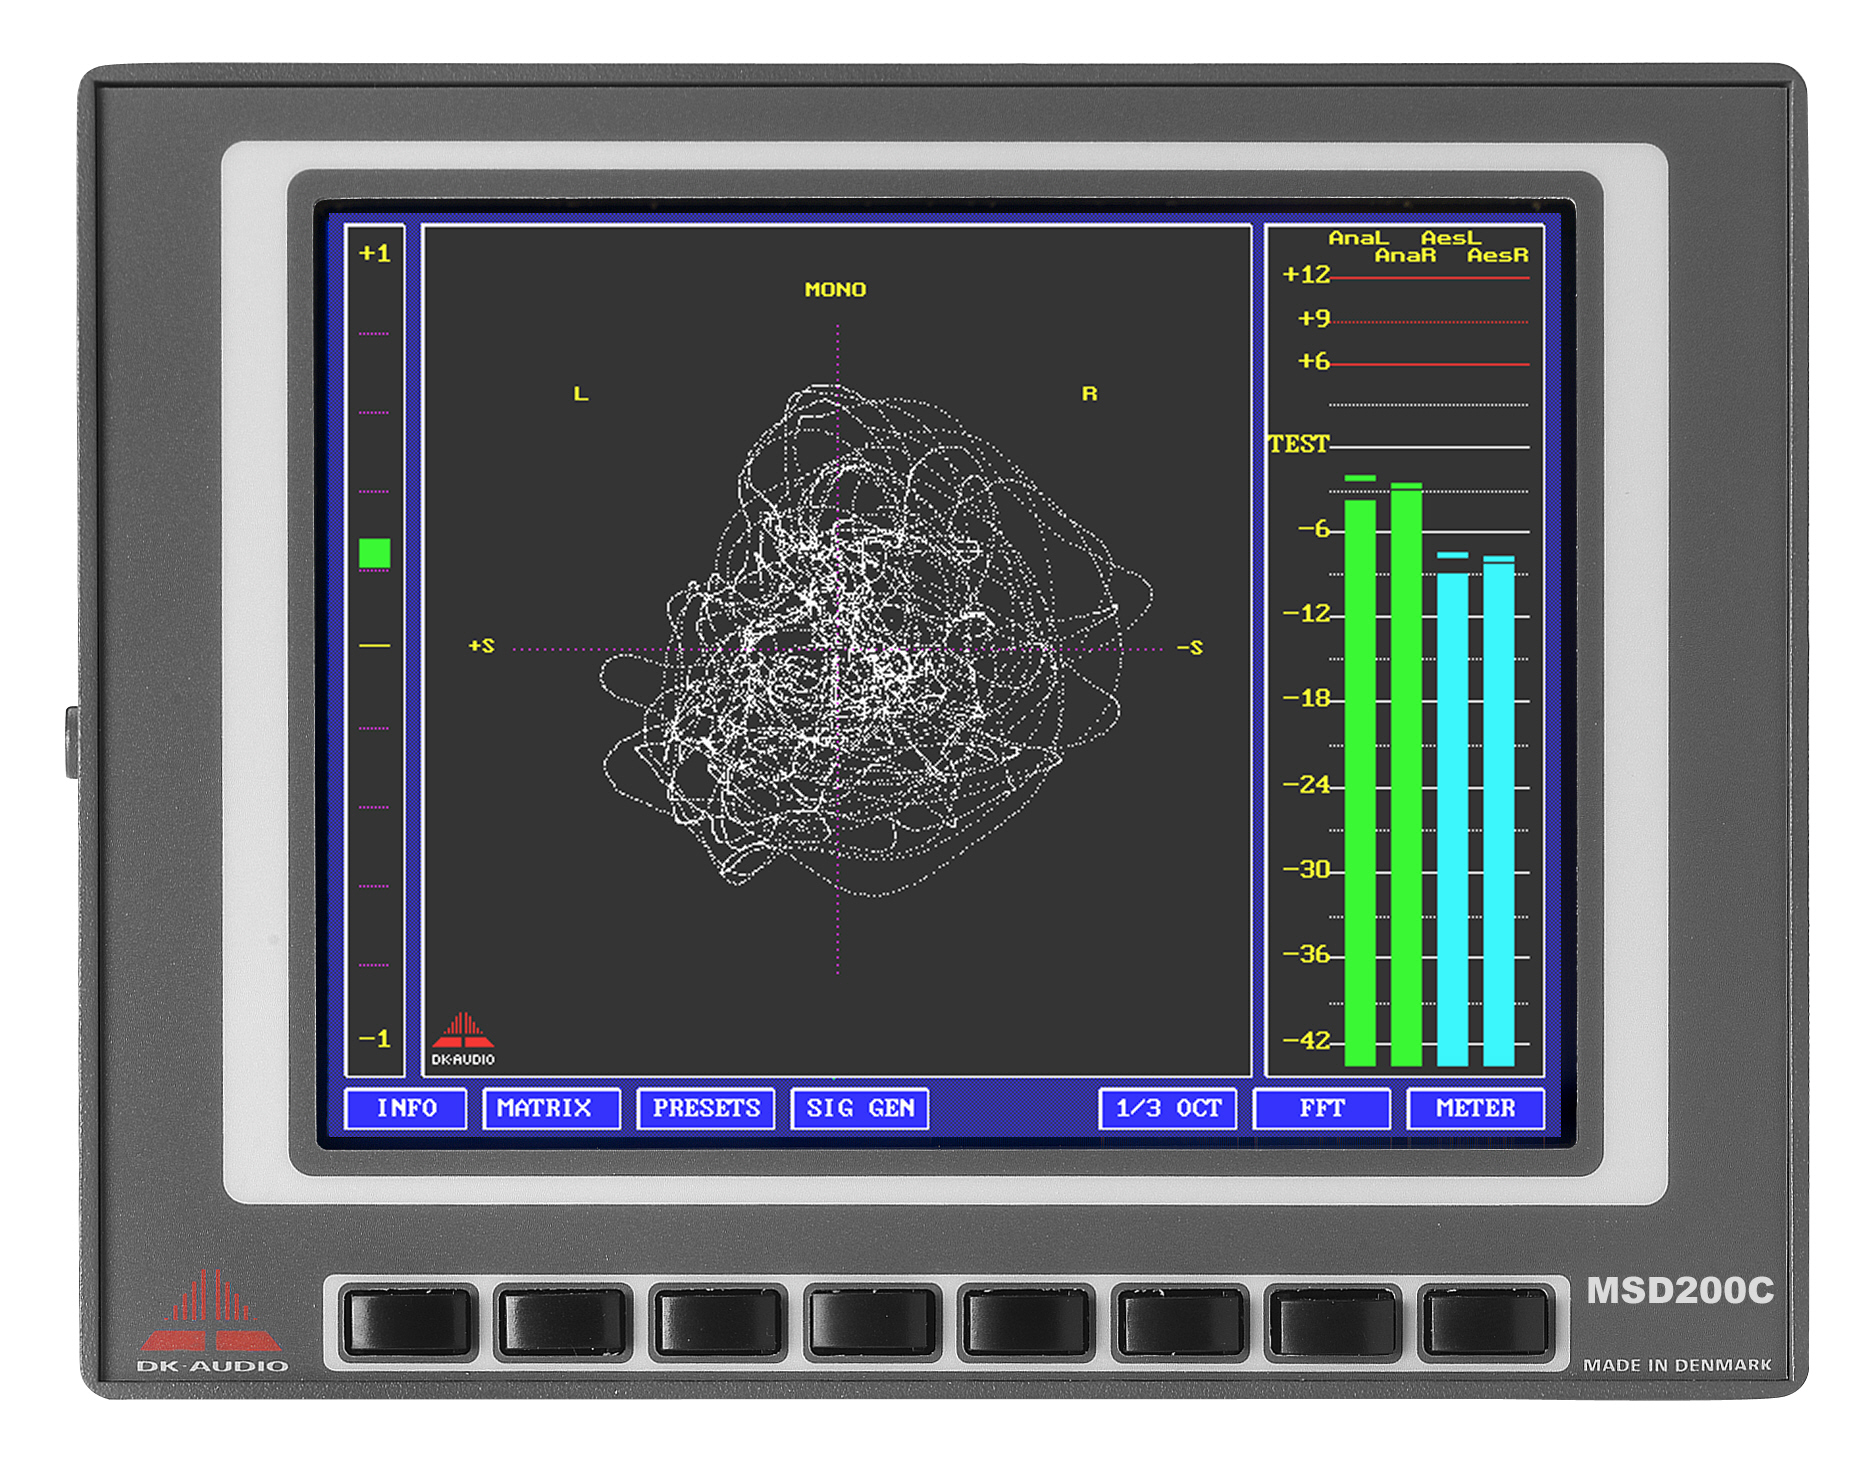 +1
-1
MONO
L R
+S -S
DK-AUDIO
AnaL AesL
AnaR AesR
+12
+9
+6
TEST
-6
-12
-18
-24
-30
-36
-42
INFO MATRIX PRESETS SIG GEN 1/3 OCT FFT METER
MSD200C
DK-AUDIO
MADE IN DENMARK